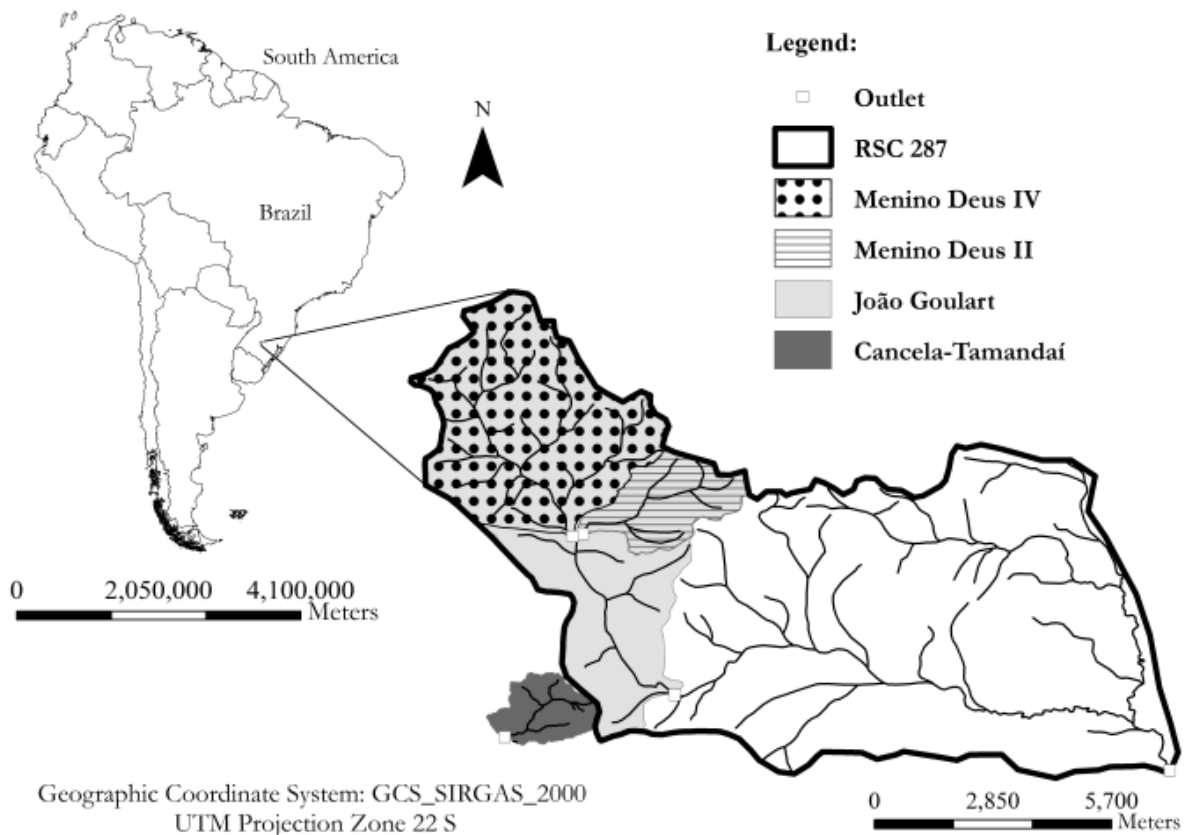 South America
Brazil
N
Legend:
Outlet
RSC 287
Menino Deus IV
Menino Deus II
João Goulart
Cancela-Tamandaí
0 2,050,000 4,100,000
Meters
Geographic Coordinate System: GCS_SIRGAS_2000
UTM Projection Zone 22 S
0 2,850 5,700
Meters